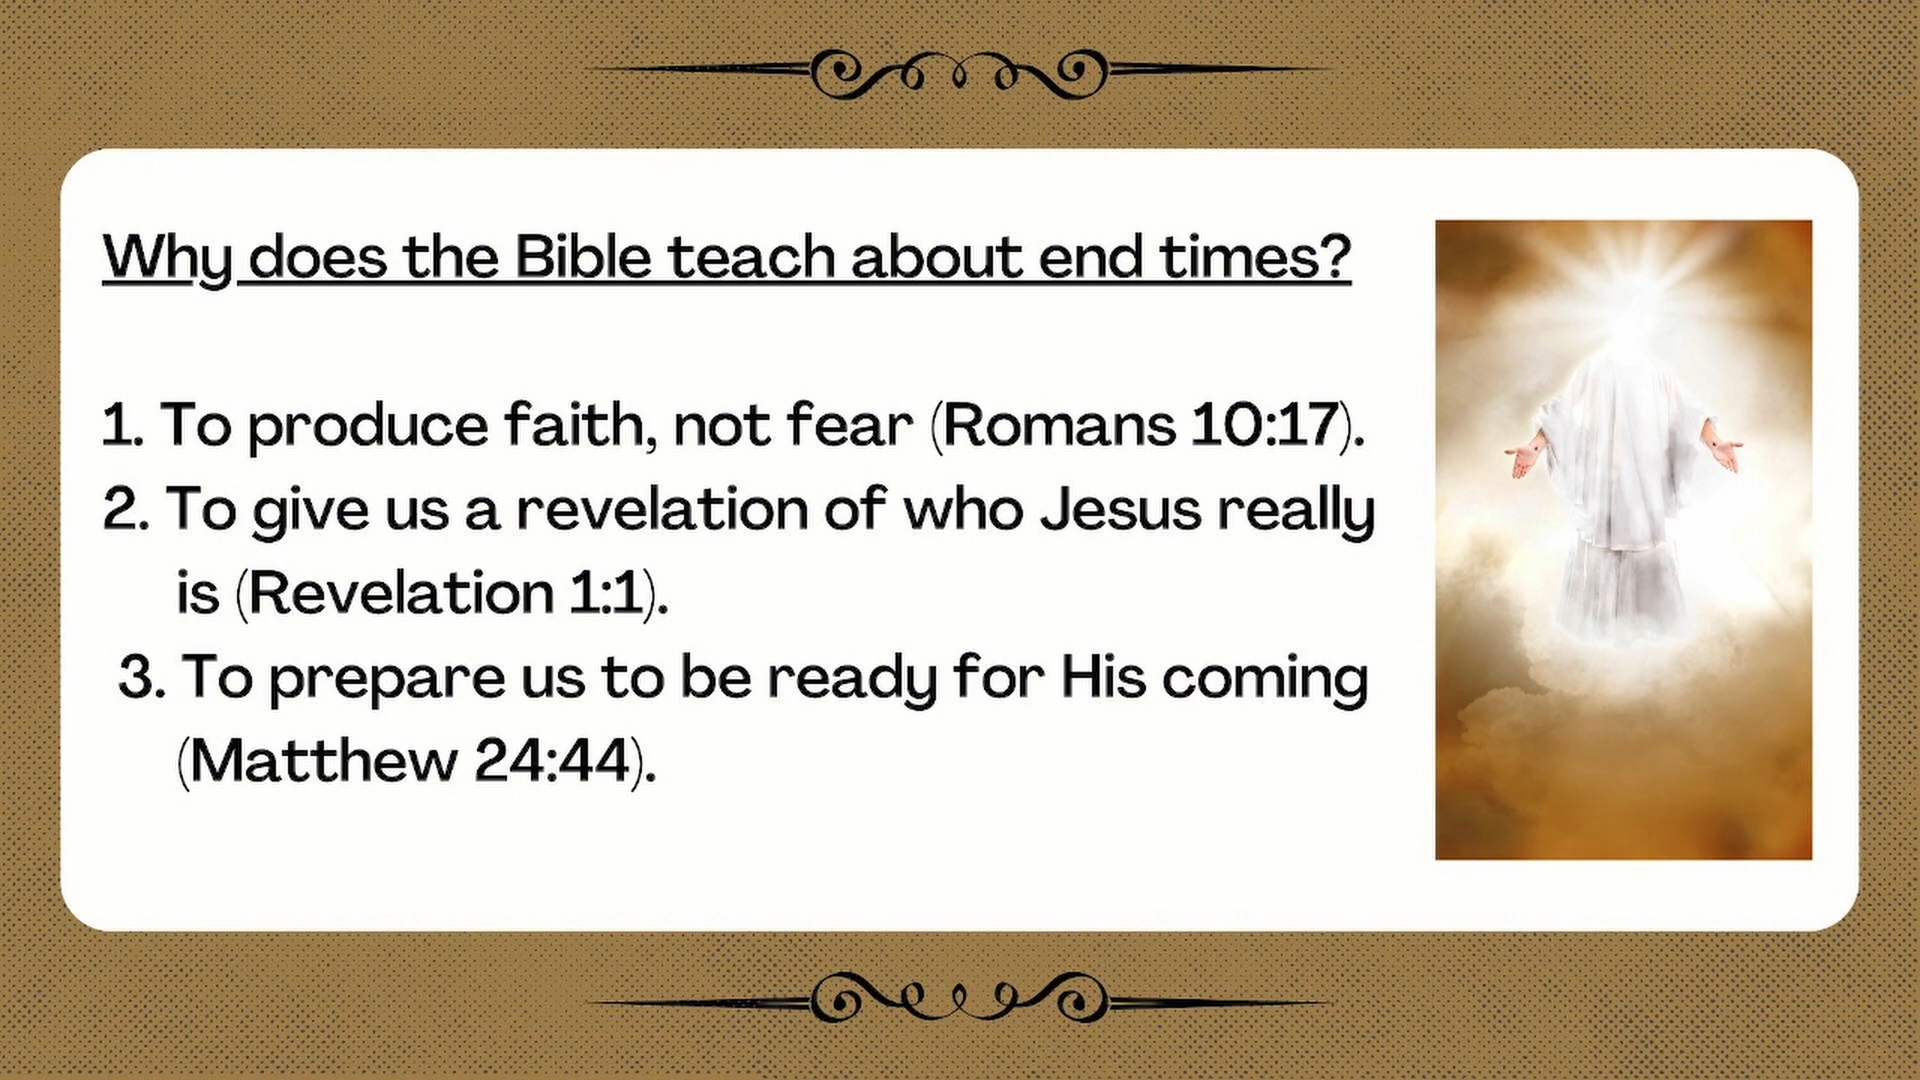 Why does the Bible teach about end times?
1. To produce faith, not fear (Romans 10:17).
2. To give us a revelation of who Jesus really
is (Revelation 1:1).
3. To prepare us to be ready for His coming
(Matthew 24:44).